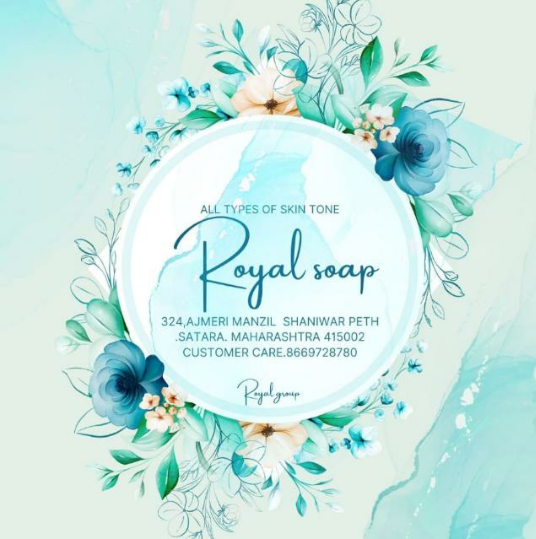 ALL TYPES OF SKIN TONE
Royal soap
324,AJMERI MANZIL SHANIWAR PETH
.SATARA. MAHARASHTRA 415002
CUSTOMER CARE.8669728780
Royal group